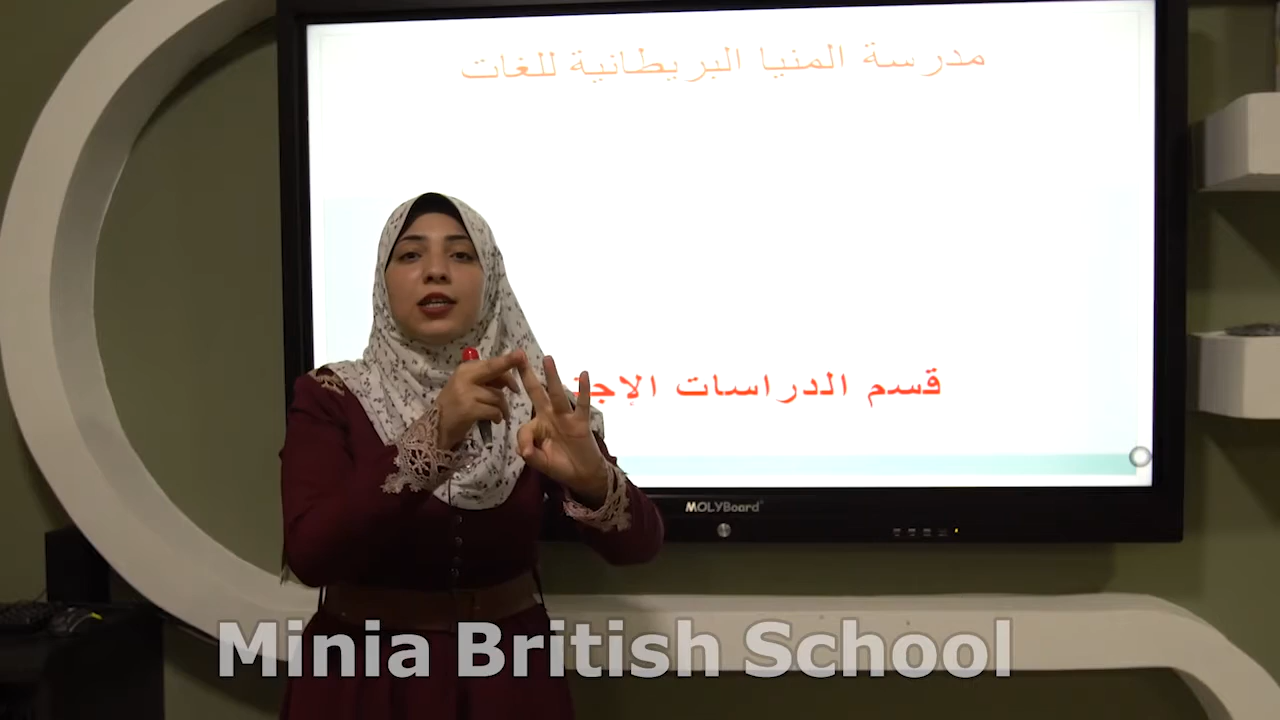 مدرسة المنيا البريطانية للغات
قسم الدراسات
MOLYBoard
Minia British School